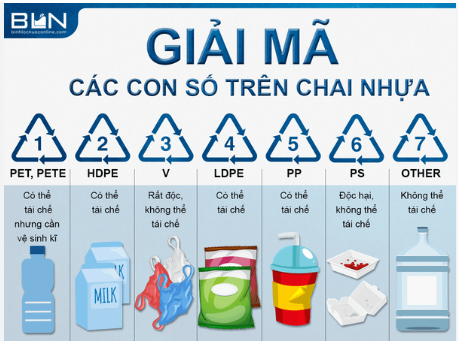 BLN
binhlocnuoconline.com
GIẢI MÃ
CÁC CON SỐ TRÊN CHAI NHỰA
1 2 3 4 5 6 7
PET, PETE HDPE V LDPE PP PS OTHER
Có thể
tái chế
nhưng cần
vệ sinh kĩ
Có thể
tái chế
Rất độc,
không thể
tái chế
Có thể
tái chế
Có thể
tái chế
Độc hại,
không thể
tái chế
Không thể
tái chế
MILK
MILK